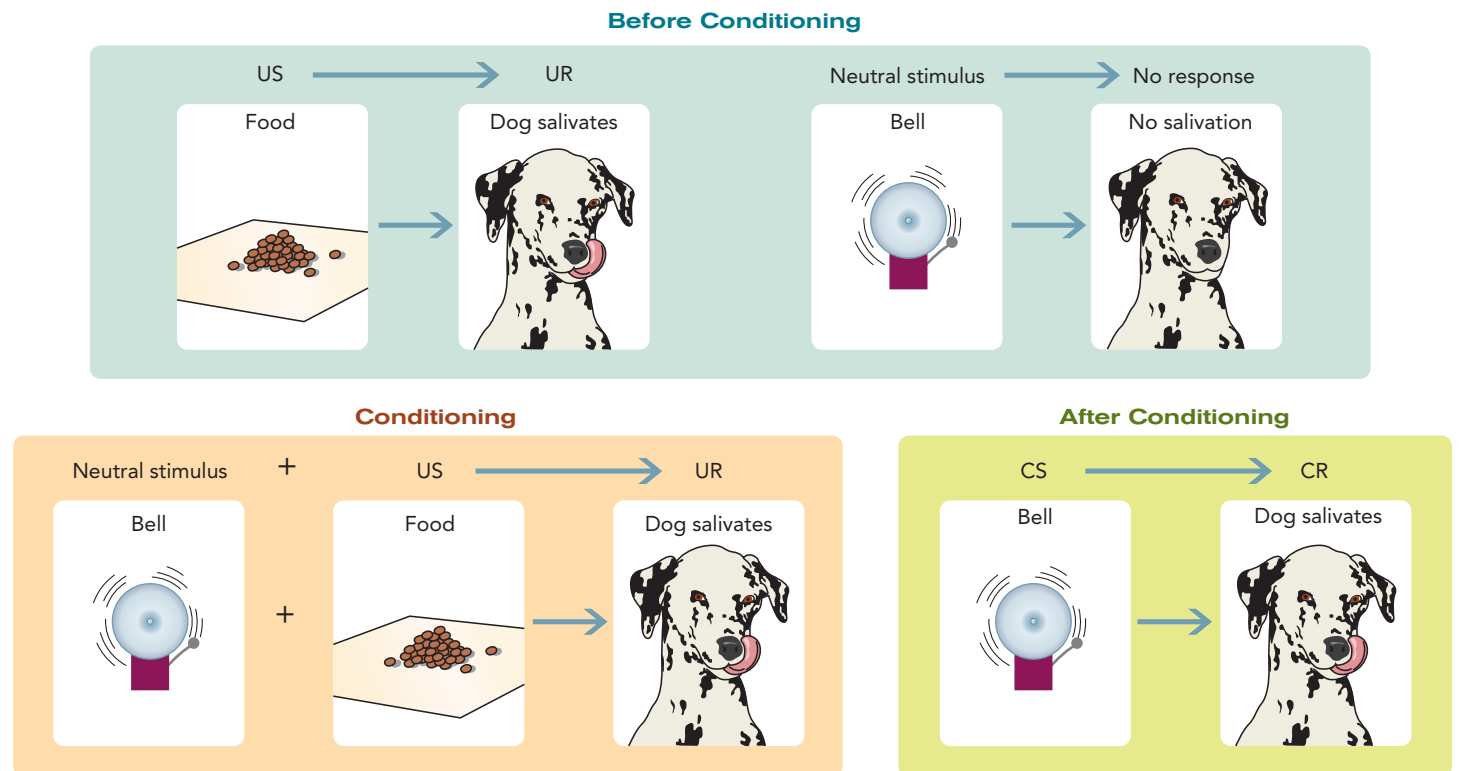 Before Conditioning
US UR Neutral stimulus No response
Food Dog salivates Bell No salivation
Conditioning
Neutral stimulus + US UR
Bell Food Dog salivates
+
After Conditioning
CS CR
Bell Dog salivates